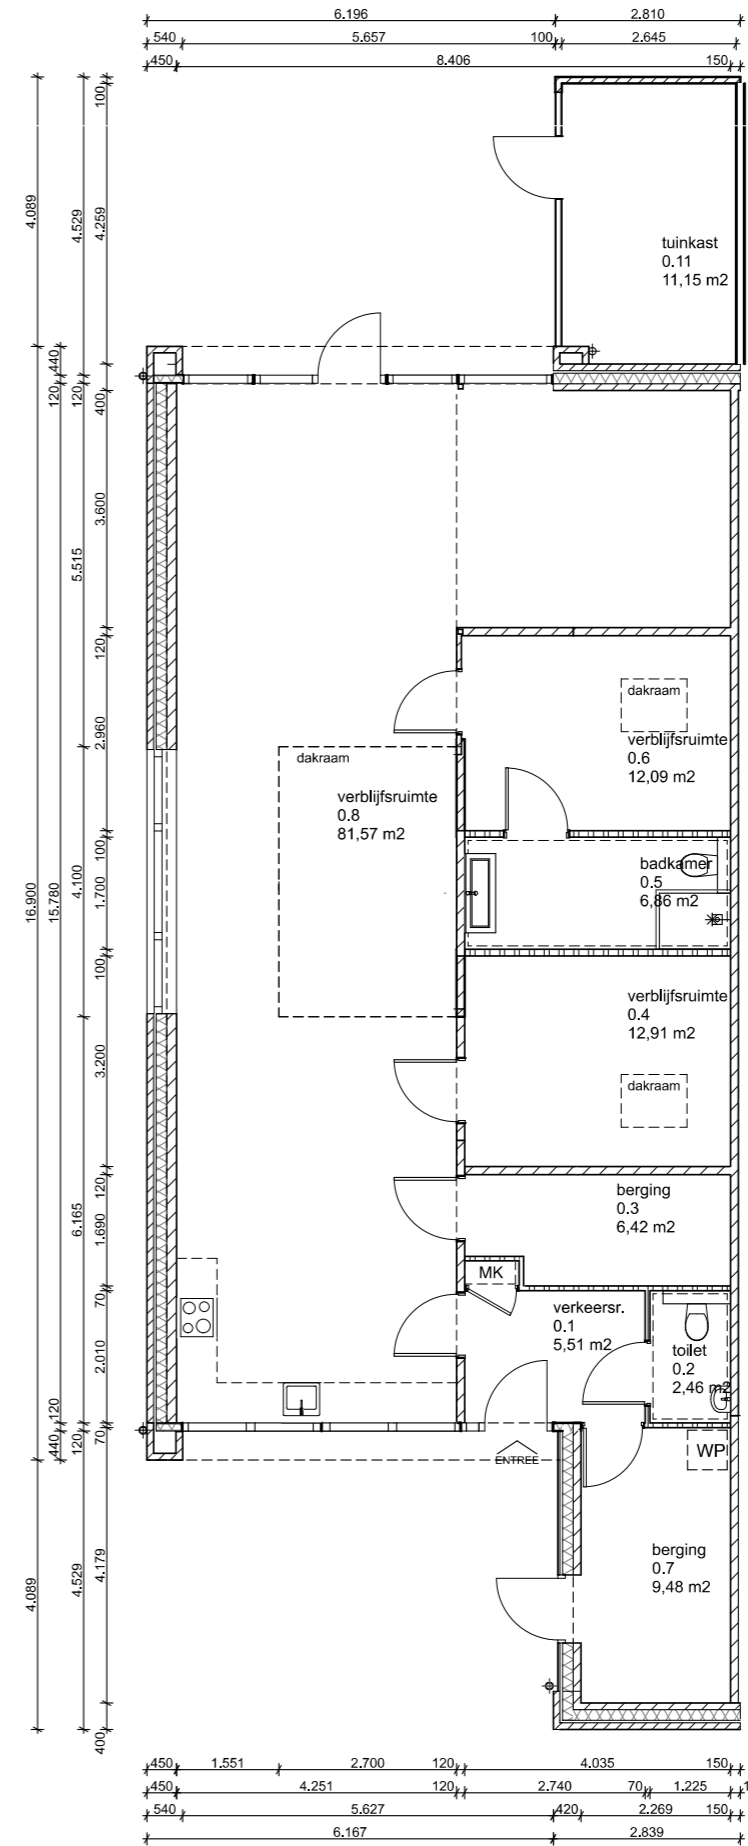 6.196 2.810
540 5.657 100 2.645
450 8.406 150
100
4.089
4.529
4.259
tuinkast
0.11
11,15 m2
440
120
120
400
3.600
5.515
120
dakraam
2.960
verblijfsruimte
0.6
12,09 m2
dakraam
verblijfsruimte
0.8
81,57 m2
100
badkamer
0.5
6,86 m2
16.900
15.780
4.100
1.700
100
verblijfsruimte
0.4
12,91 m2
3.200
dakraam
120
berging
0.3
6,42 m2
6.165
1.690
MK
70
verkeersr.
0.1
5,51 m2
2.010
toilet
0.2
2,46 m2
120
440
120
70
WP
ENTREE
berging
0.7
9,48 m2
4.089
4.529
4.179
400
450 1.551 2.700 120 4.035 150
450 4.251 120 2.740 70 1.225
540 5.627 420 2.269 150
6.167 2.839